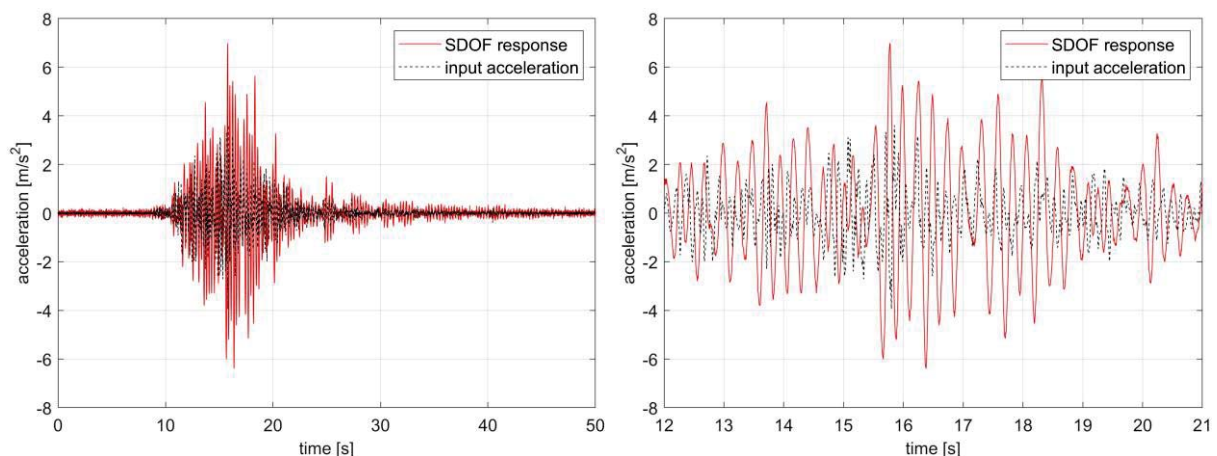 8
6
4
2
0
-2
-4
-6
-8
acceleration [m/s²]
SDOF response
input acceleration
0 10 20 30 40 50
time [s]
8
6
4
2
0
-2
-4
-6
-8
acceleration [m/s²]
SDOF response
input acceleration
12 13 14 15 16 17 18 19 20 21
time [s]